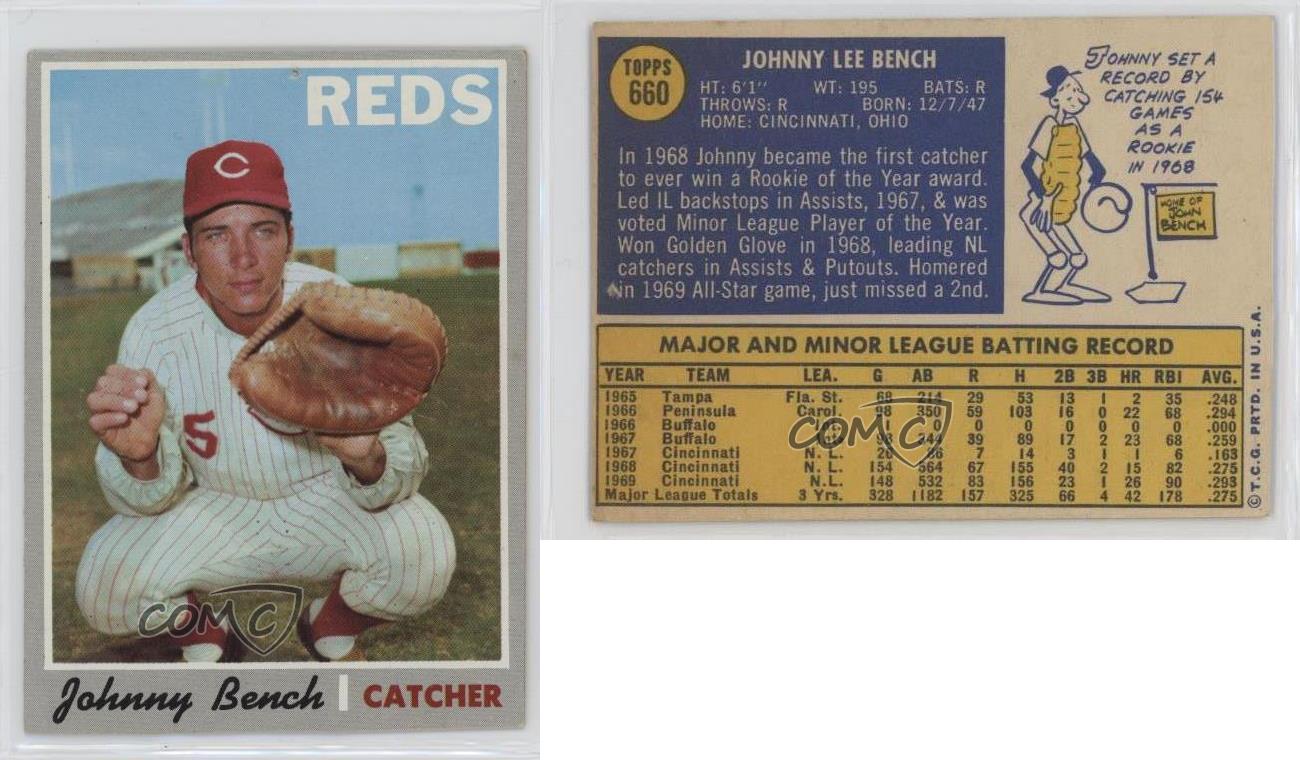 REDS
C
5
COMC
Johnny Bench | CATCHER
TOPPS
660
JOHNNY LEE BENCH
HT: 6'1" WT: 195 BATS: R
THROWS: R BORN: 12/7/47
HOME: CINCINNATI, OHIO
In 1968 Johnny became the first catcher
to ever win a Rookie of the Year award.
Led IL backstops in Assists, 1967, & was
voted Minor League Player of the Year.
Won Golden Glove in 1968, leading NL
catchers in Assists & Putouts. Homered
in 1969 All-Star game, just missed a 2nd.
JOHNNY SET A
RECORD BY
CATCHING 154
GAMES
AS A
ROOKIE
IN 1968
HOME OF
JOHN
BENCH
MAJOR AND MINOR LEAGUE BATTING RECORD
YEAR TEAM LEA. G AB R H 2B 3B HR RBI AVG.
1965 Tampa Fla. St. 68 214 29 53 13 1 2 35 .248
1966 Peninsula Carol. 98 350 59 103 16 0 22 68 .294
1966 Buffalo 1 0 0 0 0 0 0 0 .000
1967 Buffalo 98 344 39 89 17 2 23 68 .259
1967 Cincinnati N.L. 26 86 7 14 3 1 1 6 .163
1968 Cincinnati N.L. 154 564 67 155 40 2 15 82 .275
1969 Cincinnati N.L. 148 532 83 156 23 1 26 90 .293
Major League Totals 3 Yrs. 328 1182 157 325 66 4 42 178 .275
COMC
© T.C.G. PRTD. IN U.S.A.